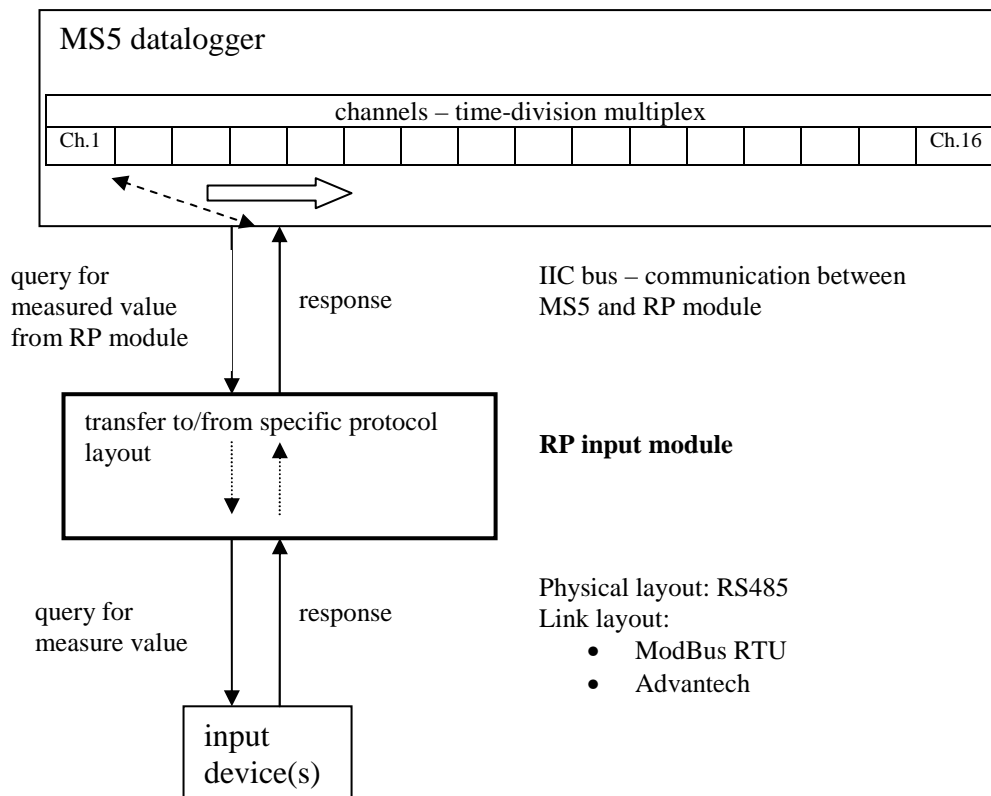 MS5 datalogger
channels – time-division multiplex
Ch.1
Ch.16
query for
measured value
from RP module
response
IIC bus – communication between
MS5 and RP module
transfer to/from specific protocol
layout
RP input module
query for
measure value
response
Physical layout: RS485
Link layout:
• ModBus RTU
• Advantech
input
device(s)